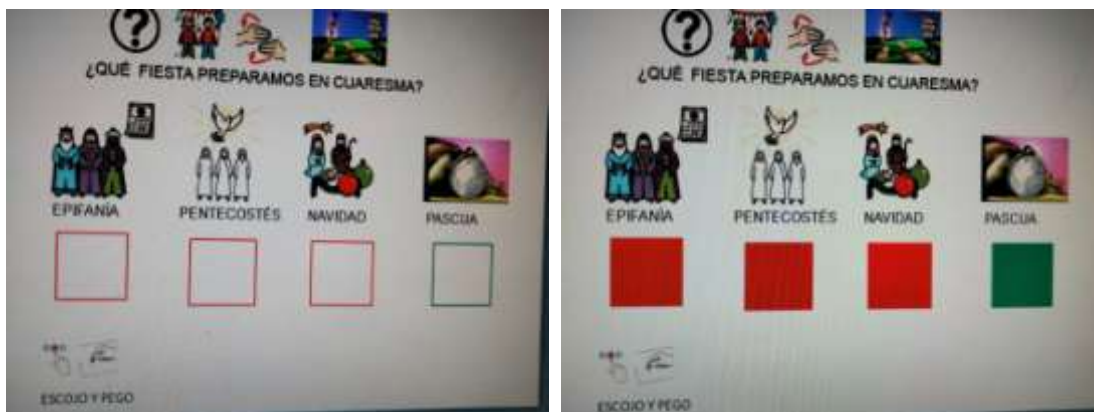 ¿QUÉ FIESTA PREPARAMOS EN CUARESMA?
EPIFANÍA PENTECOSTÉS NAVIDAD PASCUA
ESCOJO Y PEGO
¿QUÉ FIESTA PREPARAMOS EN CUARESMA?
EPIFANÍA PENTECOSTÉS NAVIDAD PASCUA
ESCOJO Y PEGO